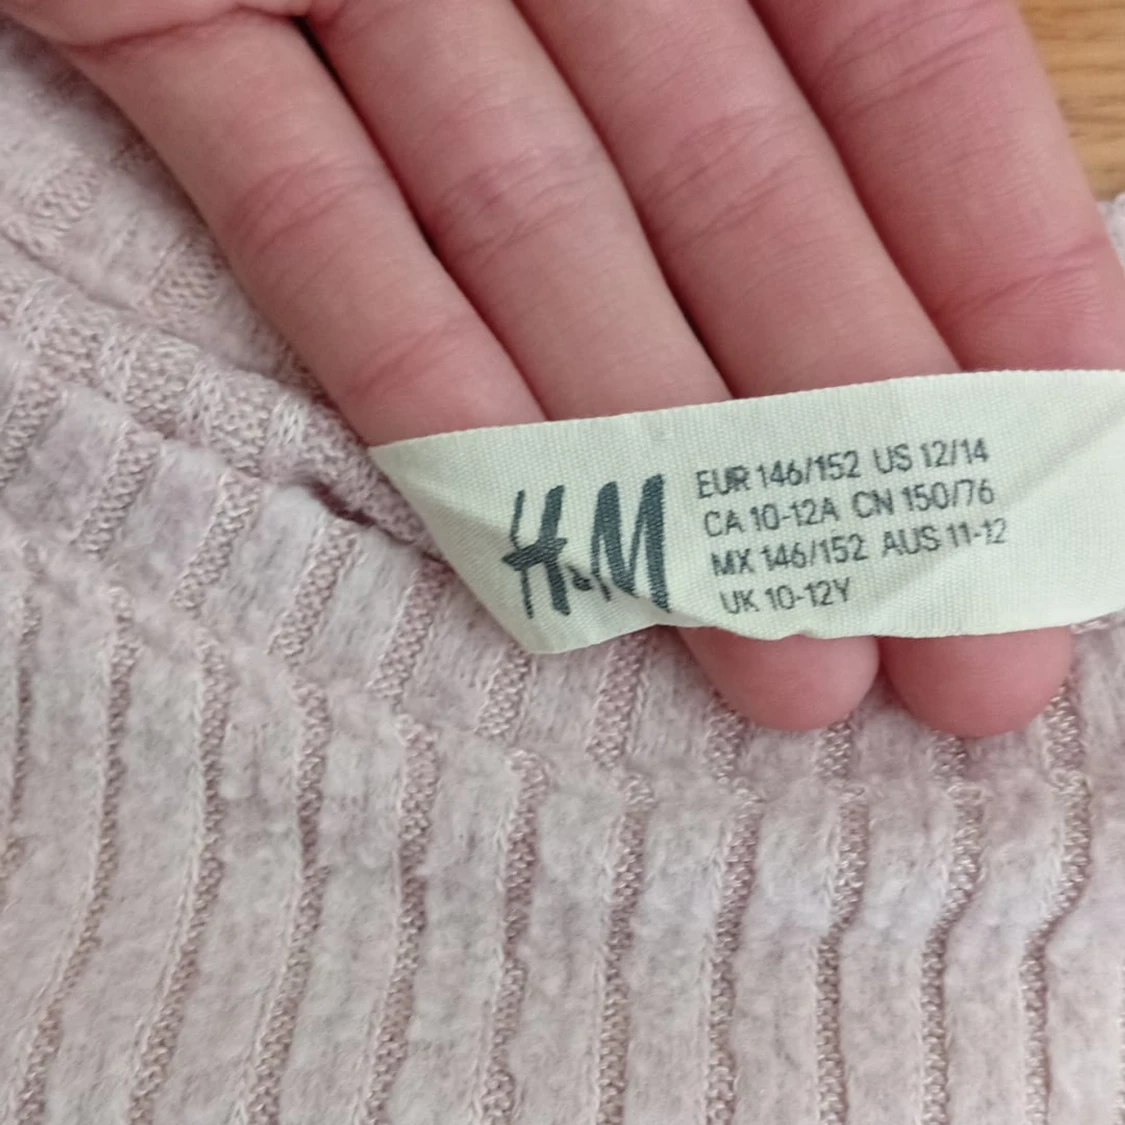 H&M
EUR 146/152 US 12/14
CA 10-12A CN 150/76
MX 146/152 AUS 11-12
UK 10-12Y